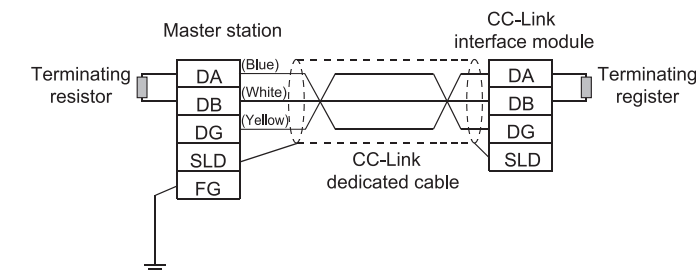 Master station
CC-Link
interface module
Terminating
resistor
DA
DB
DG
SLD
FG
(Blue)
(White)
(Yellow)
CC-Link
dedicated cable
DA
DB
DG
SLD
Terminating
register